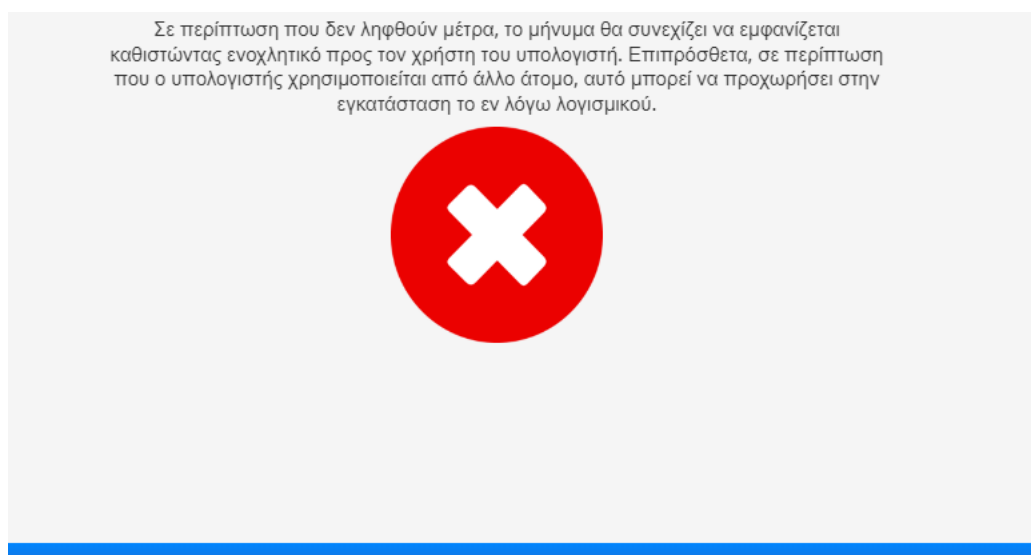 Σε περίπτωση που δεν ληφθούν μέτρα, το μήνυμα θα συνεχίζει να εμφανίζεται
καθιστώντας ενοχλητικό προς τον χρήστη του υπολογιστή. Επιπρόσθετα, σε περίπτωση
που ο υπολογιστής χρησιμοποιείται από άλλο άτομο, αυτό μπορεί να προχωρήσει στην
εγκατάσταση το εν λόγω λογισμικού.